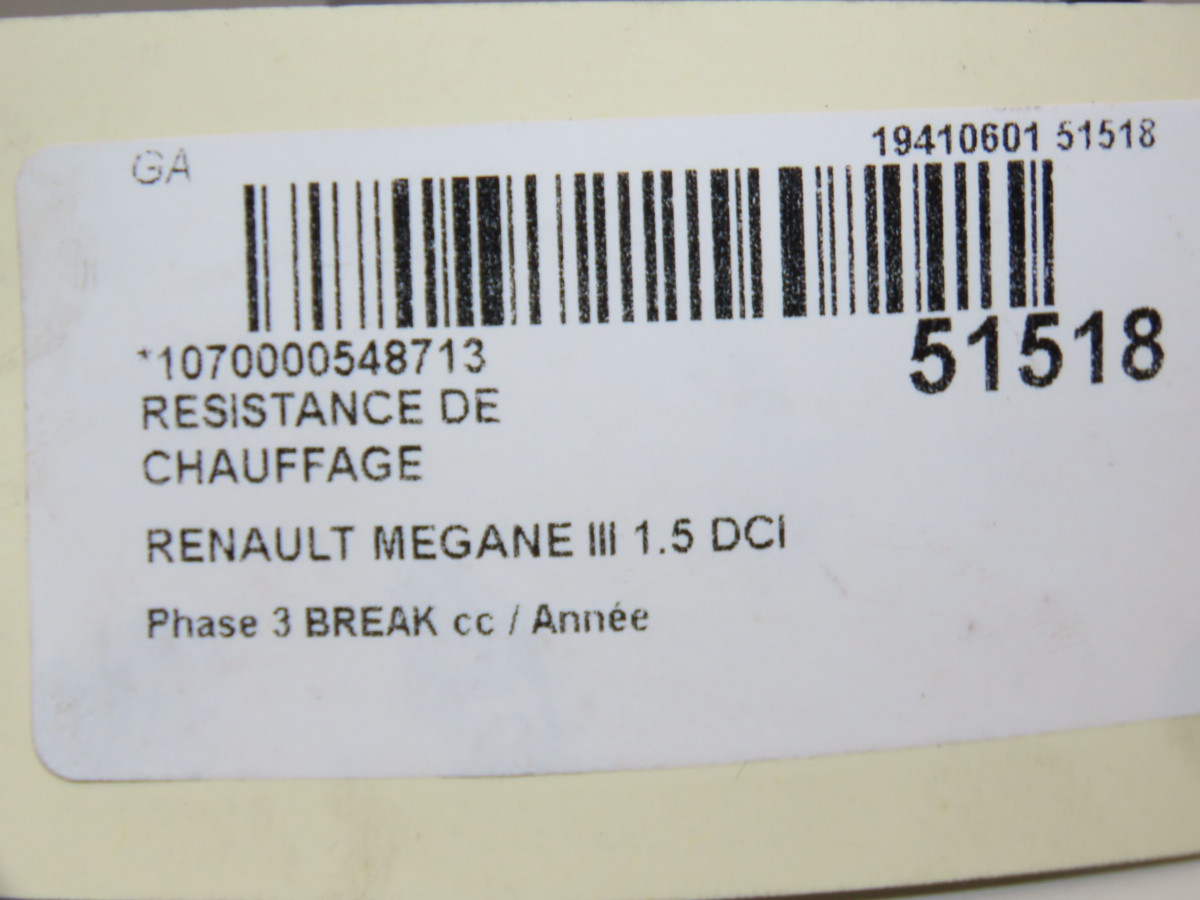 GA
19410601 51518
*1070000548713
51518
RESISTANCE DE
CHAUFFAGE
RENAULT MEGANE III 1.5 DCI
Phase 3 BREAK cc / Année